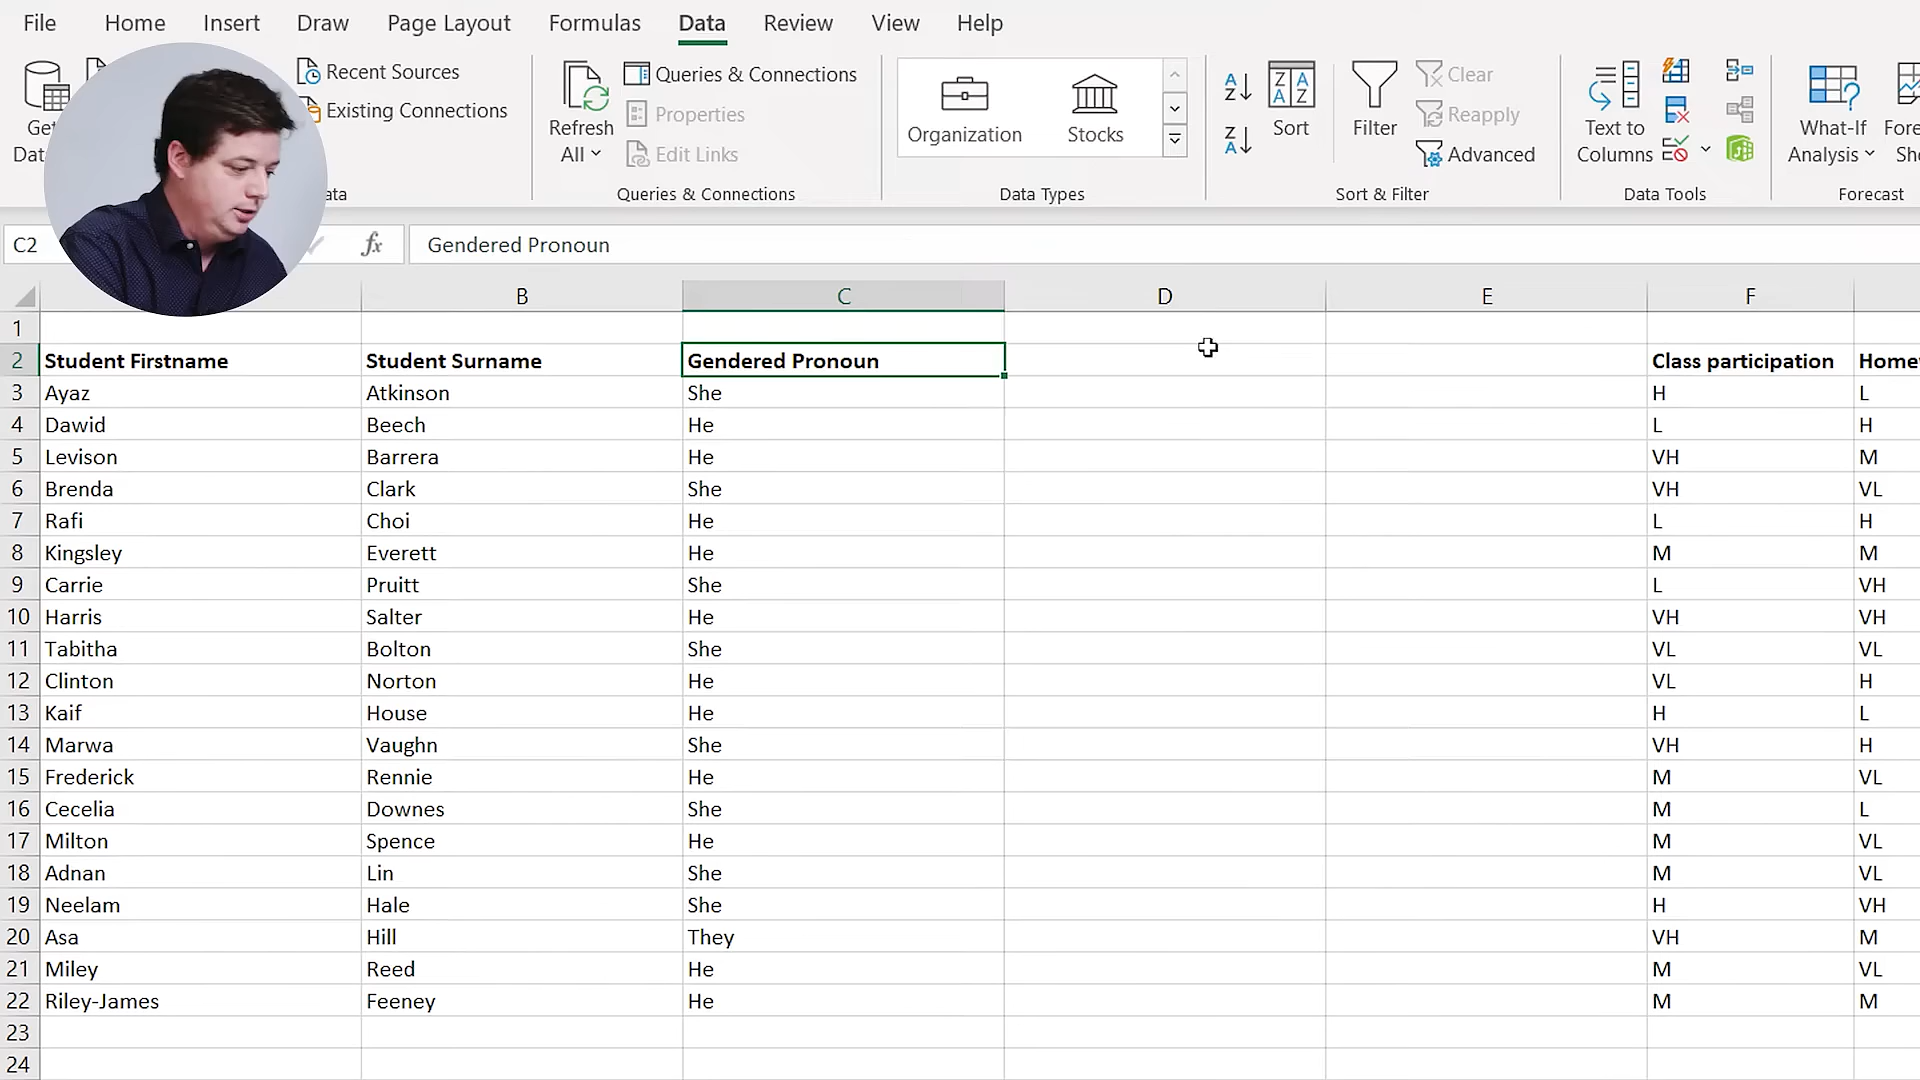 File Home Insert Draw Page Layout Formulas Data Review View Help
Recent Sources
Existing Connections
Refresh All
Queries & Connections
Properties
Edit Links
Queries & Connections
Organization
Stocks
Data Types
Sort
Filter
Clear
Reapply
Advanced
Sort & Filter
Text to Columns
Data Tools
What-If Analysis
Forecast
C2 fx Gendered Pronoun
B C D E F
1
2 Student Firstname Student Surname Gendered Pronoun Class participation
3 Ayaz Atkinson She H L
4 Dawid Beech He L H
5 Levison Barrera He VH M
6 Brenda Clark She VH VL
7 Rafi Choi He L H
8 Kingsley Everett He M M
9 Carrie Pruitt She L VH
10 Harris Salter He VH VH
11 Tabitha Bolton She VL VL
12 Clinton Norton He VL H
13 Kaif House He H L
14 Marwa Vaughn She VH H
15 Frederick Rennie He M VL
16 Cecelia Downes She M L
17 Milton Spence He M VL
18 Adnan Lin She M VL
19 Neelam Hale She H VH
20 Asa Hill They VH M
21 Miley Reed He M VL
22 Riley-James Feeney He M M
23
24